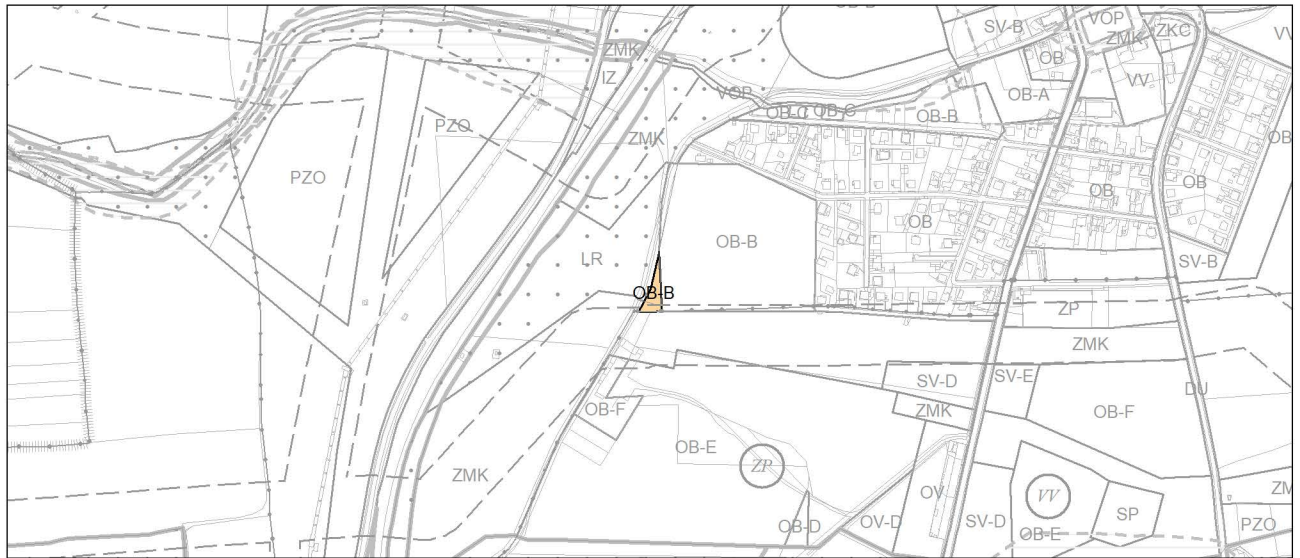 OB-B
SV-B
VOP
ZMK
ZKC
VV
ZMK
IZ
OB
VV
VOP
OB-A
OB-C
OB-C
OB-B
PZO
ZMK
OB
PZO
OB
OB
OB
OB-B
LR
SV-B
OB-B
ZP
ZMK
SV-D
SV-E
DU
ZMK
OB-F
OB-F
OB-E
ZP
ZMK
OV
SV-D
VV
SP
ZM
OB-D
OV-D
OB-E
PZO